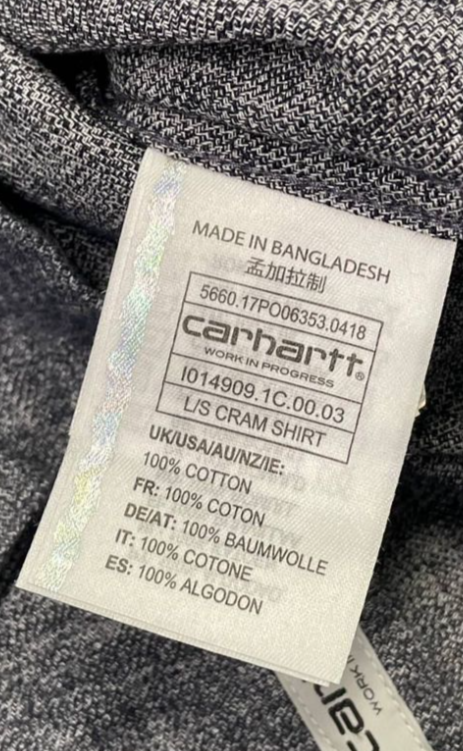 MADE IN BANGLADESH
孟加拉制
5660.17PO06353.0418
carhartt®
WORK IN PROGRESS
I014909.1C.00.03
L/S CRAM SHIRT
UK/USA/AU/NZ/IE:
100% COTTON
FR: 100% COTON
DE/AT: 100% BAUMWOLLE
IT: 100% COTONE
ES: 100% ALGODON